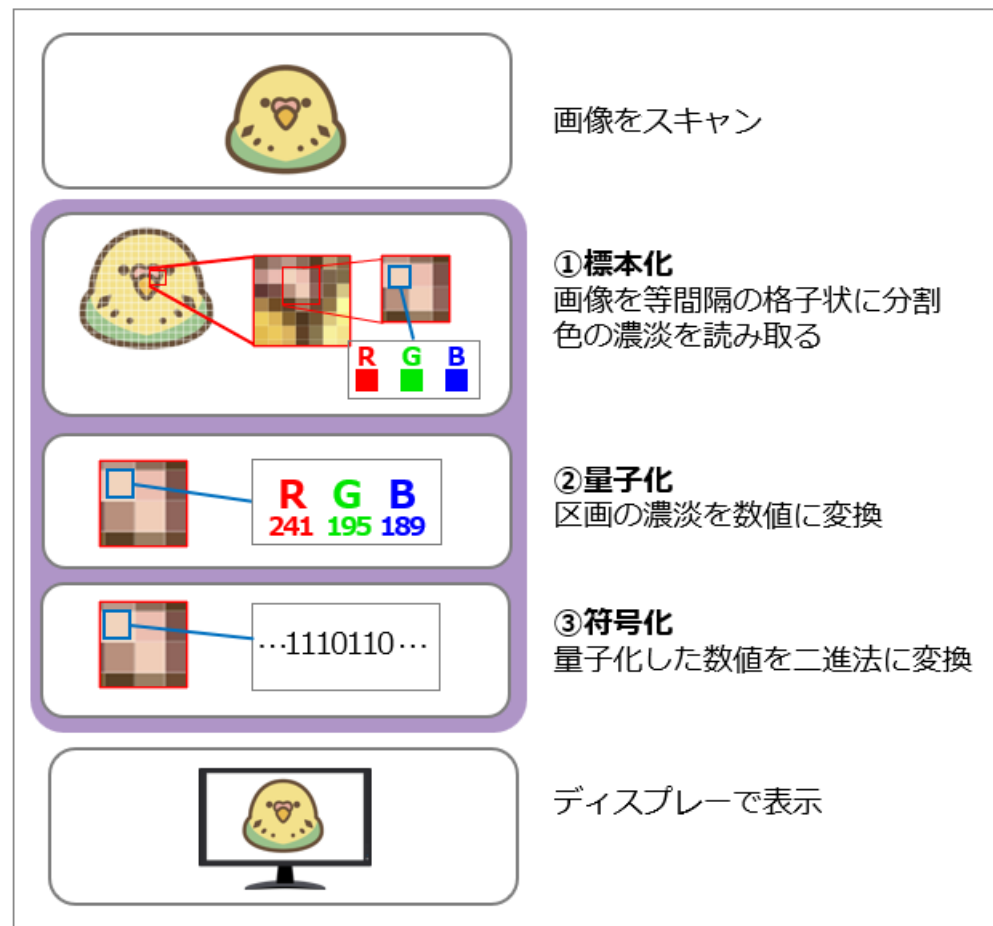 画像をスキャン
①標本化
画像を等間隔の格子状に分割
色の濃淡を読み取る
R G B
②量子化
区画の濃淡を数値に変換
R G B
241 195 189
③符号化
量子化した数値を二進法に変換
…1110110…
ディスプレーで表示